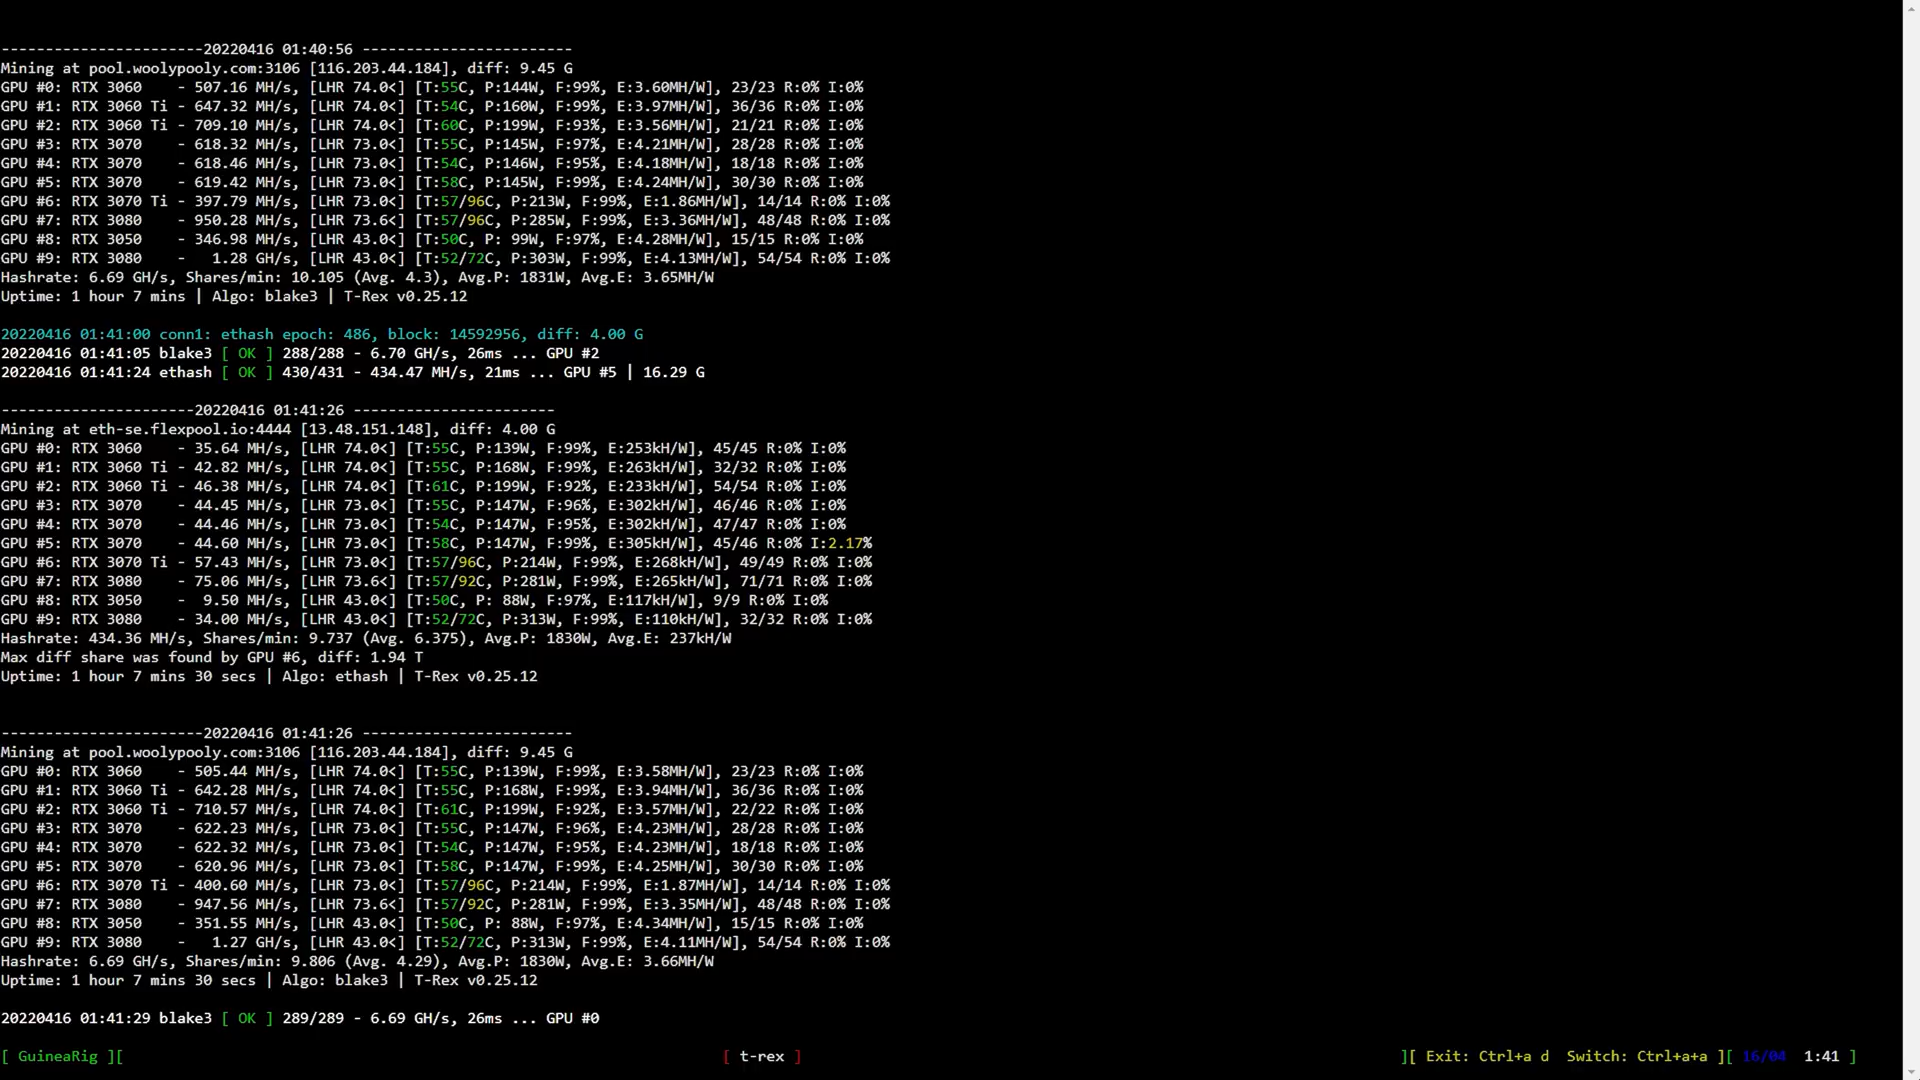 -----------------------20220416 01:40:56 ------------------------
Mining at pool.woolypooly.com:3106 [116.203.44.184], diff: 9.45 G
GPU #0: RTX 3060    - 507.16 MH/s, [LHR 74.0<] [T:55C, P:144W, F:99%, E:3.60MH/W], 23/23 R:0% I:0%
GPU #1: RTX 3060 Ti - 647.32 MH/s, [LHR 74.0<] [T:54C, P:160W, F:99%, E:3.97MH/W], 36/36 R:0% I:0%
GPU #2: RTX 3060 Ti - 709.10 MH/s, [LHR 74.0<] [T:60C, P:199W, F:93%, E:3.56MH/W], 21/21 R:0% I:0%
GPU #3: RTX 3070    - 618.32 MH/s, [LHR 73.0<] [T:55C, P:145W, F:97%, E:4.21MH/W], 28/28 R:0% I:0%
GPU #4: RTX 3070    - 618.46 MH/s, [LHR 73.0<] [T:54C, P:146W, F:95%, E:4.18MH/W], 18/18 R:0% I:0%
GPU #5: RTX 3070    - 619.42 MH/s, [LHR 73.0<] [T:58C, P:145W, F:99%, E:4.24MH/W], 30/30 R:0% I:0%
GPU #6: RTX 3070 Ti - 397.79 MH/s, [LHR 73.0<] [T:57/96C, P:213W, F:99%, E:1.86MH/W], 14/14 R:0% I:0%
GPU #7: RTX 3080    - 950.28 MH/s, [LHR 73.6<] [T:57/96C, P:285W, F:99%, E:3.36MH/W], 48/48 R:0% I:0%
GPU #8: RTX 3050    - 346.98 MH/s, [LHR 43.0<] [T:50C, P: 99W, F:97%, E:4.28MH/W], 15/15 R:0% I:0%
GPU #9: RTX 3080    -   1.28 GH/s, [LHR 43.0<] [T:52/72C, P:303W, F:99%, E:4.13MH/W], 54/54 R:0% I:0%
Hashrate: 6.69 GH/s, Shares/min: 10.105 (Avg. 4.3), Avg.P: 1831W, Avg.E: 3.65MH/W
Uptime: 1 hour 7 mins | Algo: blake3 | T-Rex v0.25.12
20220416 01:41:00 conn1: ethash epoch: 486, block: 14592956, diff: 4.00 G
20220416 01:41:05 blake3 [ OK ] 288/288 - 6.70 GH/s, 26ms ... GPU #2
20220416 01:41:24 ethash [ OK ] 430/431 - 434.47 MH/s, 21ms ... GPU #5 | 16.29 G
----------------------20220416 01:41:26 -----------------------
Mining at eth-se.flexpool.io:4444 [13.48.151.148], diff: 4.00 G
GPU #0: RTX 3060    - 35.64 MH/s, [LHR 74.0<] [T:55C, P:139W, F:99%, E:253kH/W], 45/45 R:0% I:0%
GPU #1: RTX 3060 Ti - 42.82 MH/s, [LHR 74.0<] [T:55C, P:168W, F:99%, E:263kH/W], 32/32 R:0% I:0%
GPU #2: RTX 3060 Ti - 46.38 MH/s, [LHR 74.0<] [T:61C, P:199W, F:92%, E:233kH/W], 54/54 R:0% I:0%
GPU #3: RTX 3070    - 44.45 MH/s, [LHR 73.0<] [T:55C, P:147W, F:96%, E:302kH/W], 46/46 R:0% I:0%
GPU #4: RTX 3070    - 44.46 MH/s, [LHR 73.0<] [T:54C, P:147W, F:95%, E:302kH/W], 47/47 R:0% I:0%
GPU #5: RTX 3070    - 44.60 MH/s, [LHR 73.0<] [T:58C, P:147W, F:99%, E:305kH/W], 45/46 R:0% I:2.17%
GPU #6: RTX 3070 Ti - 57.43 MH/s, [LHR 73.0<] [T:57/96C, P:214W, F:99%, E:268kH/W], 49/49 R:0% I:0%
GPU #7: RTX 3080    - 75.06 MH/s, [LHR 73.6<] [T:57/92C, P:281W, F:99%, E:265kH/W], 71/71 R:0% I:0%
GPU #8: RTX 3050    -  9.50 MH/s, [LHR 43.0<] [T:50C, P: 88W, F:97%, E:117kH/W], 9/9 R:0% I:0%
GPU #9: RTX 3080    - 34.00 MH/s, [LHR 43.0<] [T:52/72C, P:313W, F:99%, E:110kH/W], 32/32 R:0% I:0%
Hashrate: 434.36 MH/s, Shares/min: 9.737 (Avg. 6.375), Avg.P: 1830W, Avg.E: 237kH/W
Max diff share was found by GPU #6, diff: 1.94 T
Uptime: 1 hour 7 mins 30 secs | Algo: ethash | T-Rex v0.25.12
-----------------------20220416 01:41:26 ------------------------
Mining at pool.woolypooly.com:3106 [116.203.44.184], diff: 9.45 G
GPU #0: RTX 3060    - 505.44 MH/s, [LHR 74.0<] [T:55C, P:139W, F:99%, E:3.58MH/W], 23/23 R:0% I:0%
GPU #1: RTX 3060 Ti - 642.28 MH/s, [LHR 74.0<] [T:55C, P:168W, F:99%, E:3.94MH/W], 36/36 R:0% I:0%
GPU #2: RTX 3060 Ti - 710.57 MH/s, [LHR 74.0<] [T:61C, P:199W, F:92%, E:3.57MH/W], 22/22 R:0% I:0%
GPU #3: RTX 3070    - 622.23 MH/s, [LHR 73.0<] [T:55C, P:147W, F:96%, E:4.23MH/W], 28/28 R:0% I:0%
GPU #4: RTX 3070    - 622.32 MH/s, [LHR 73.0<] [T:54C, P:147W, F:95%, E:4.23MH/W], 18/18 R:0% I:0%
GPU #5: RTX 3070    - 620.96 MH/s, [LHR 73.0<] [T:58C, P:147W, F:99%, E:4.25MH/W], 30/30 R:0% I:0%
GPU #6: RTX 3070 Ti - 400.60 MH/s, [LHR 73.0<] [T:57/96C, P:214W, F:99%, E:1.87MH/W], 14/14 R:0% I:0%
GPU #7: RTX 3080    - 947.56 MH/s, [LHR 73.6<] [T:57/92C, P:281W, F:99%, E:3.35MH/W], 48/48 R:0% I:0%
GPU #8: RTX 3050    - 351.55 MH/s, [LHR 43.0<] [T:50C, P: 88W, F:97%, E:4.34MH/W], 15/15 R:0% I:0%
GPU #9: RTX 3080    -   1.27 GH/s, [LHR 43.0<] [T:52/72C, P:313W, F:99%, E:4.11MH/W], 54/54 R:0% I:0%
Hashrate: 6.69 GH/s, Shares/min: 9.806 (Avg. 4.29), Avg.P: 1830W, Avg.E: 3.66MH/W
Uptime: 1 hour 7 mins 30 secs | Algo: blake3 | T-Rex v0.25.12
20220416 01:41:29 blake3 [ OK ] 289/289 - 6.69 GH/s, 26ms ... GPU #0
[ GuineaRig ][ [ t-rex ] ][ Exit: Ctrl+a d  Switch: Ctrl+a+a ][ 16/04  1:41 ]